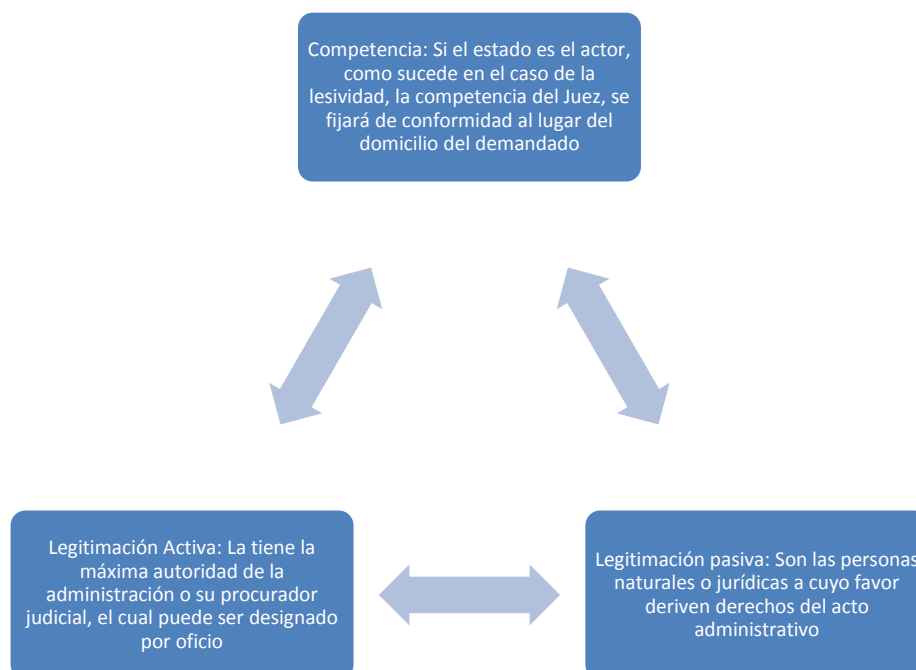 Competencia: Si el estado es el actor,
como sucede en el caso de la
lesividad, la competencia del Juez, se
fijará de conformidad al lugar del
domicilio del demandado
Legitimación Activa: La tiene la
máxima autoridad de la
administración o su procurador
judicial, el cual puede ser designado
por oficio
Legitimación pasiva: Son las personas
naturales o jurídicas a cuyo favor
deriven derechos del acto
administrativo